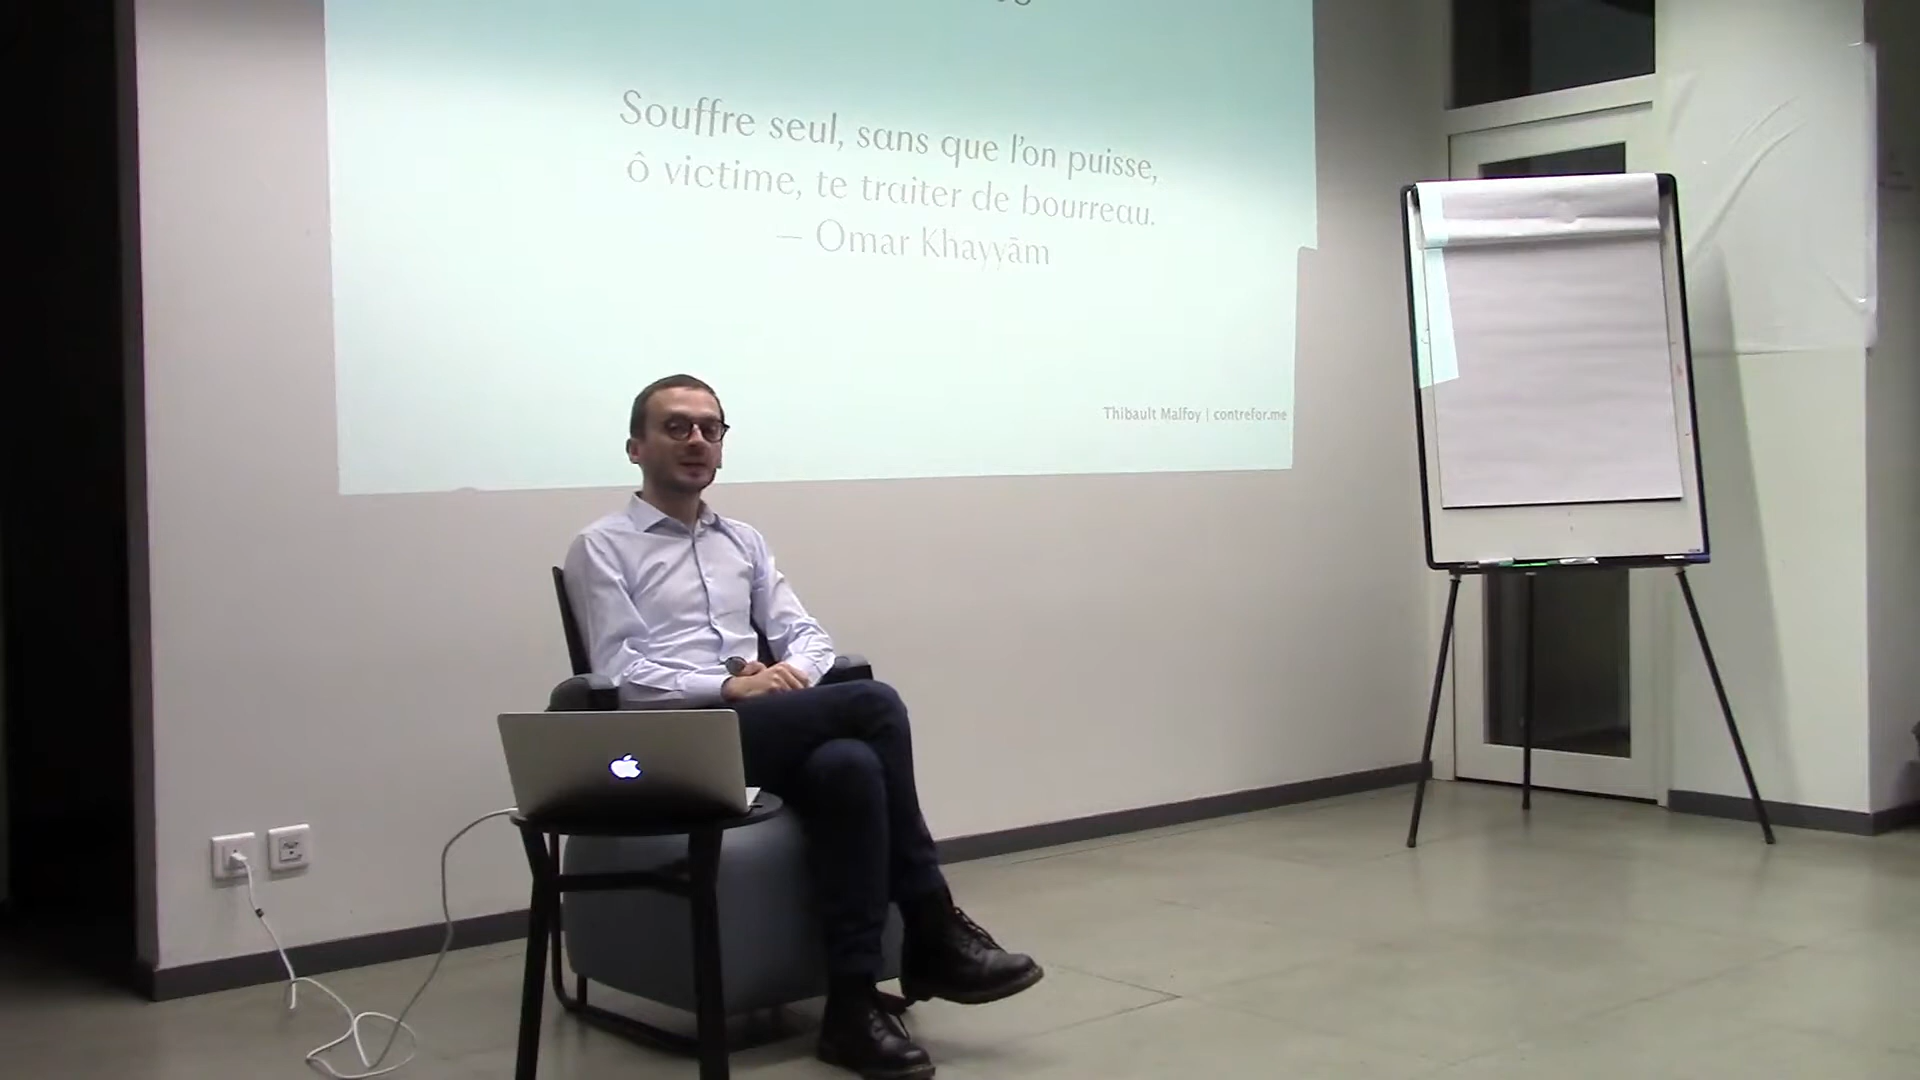 Souffre seul, sans que l'on puisse,
ô victime, te traiter de bourreau.
— Omar Khayyām
Thibault Malfoy | contrefor.me